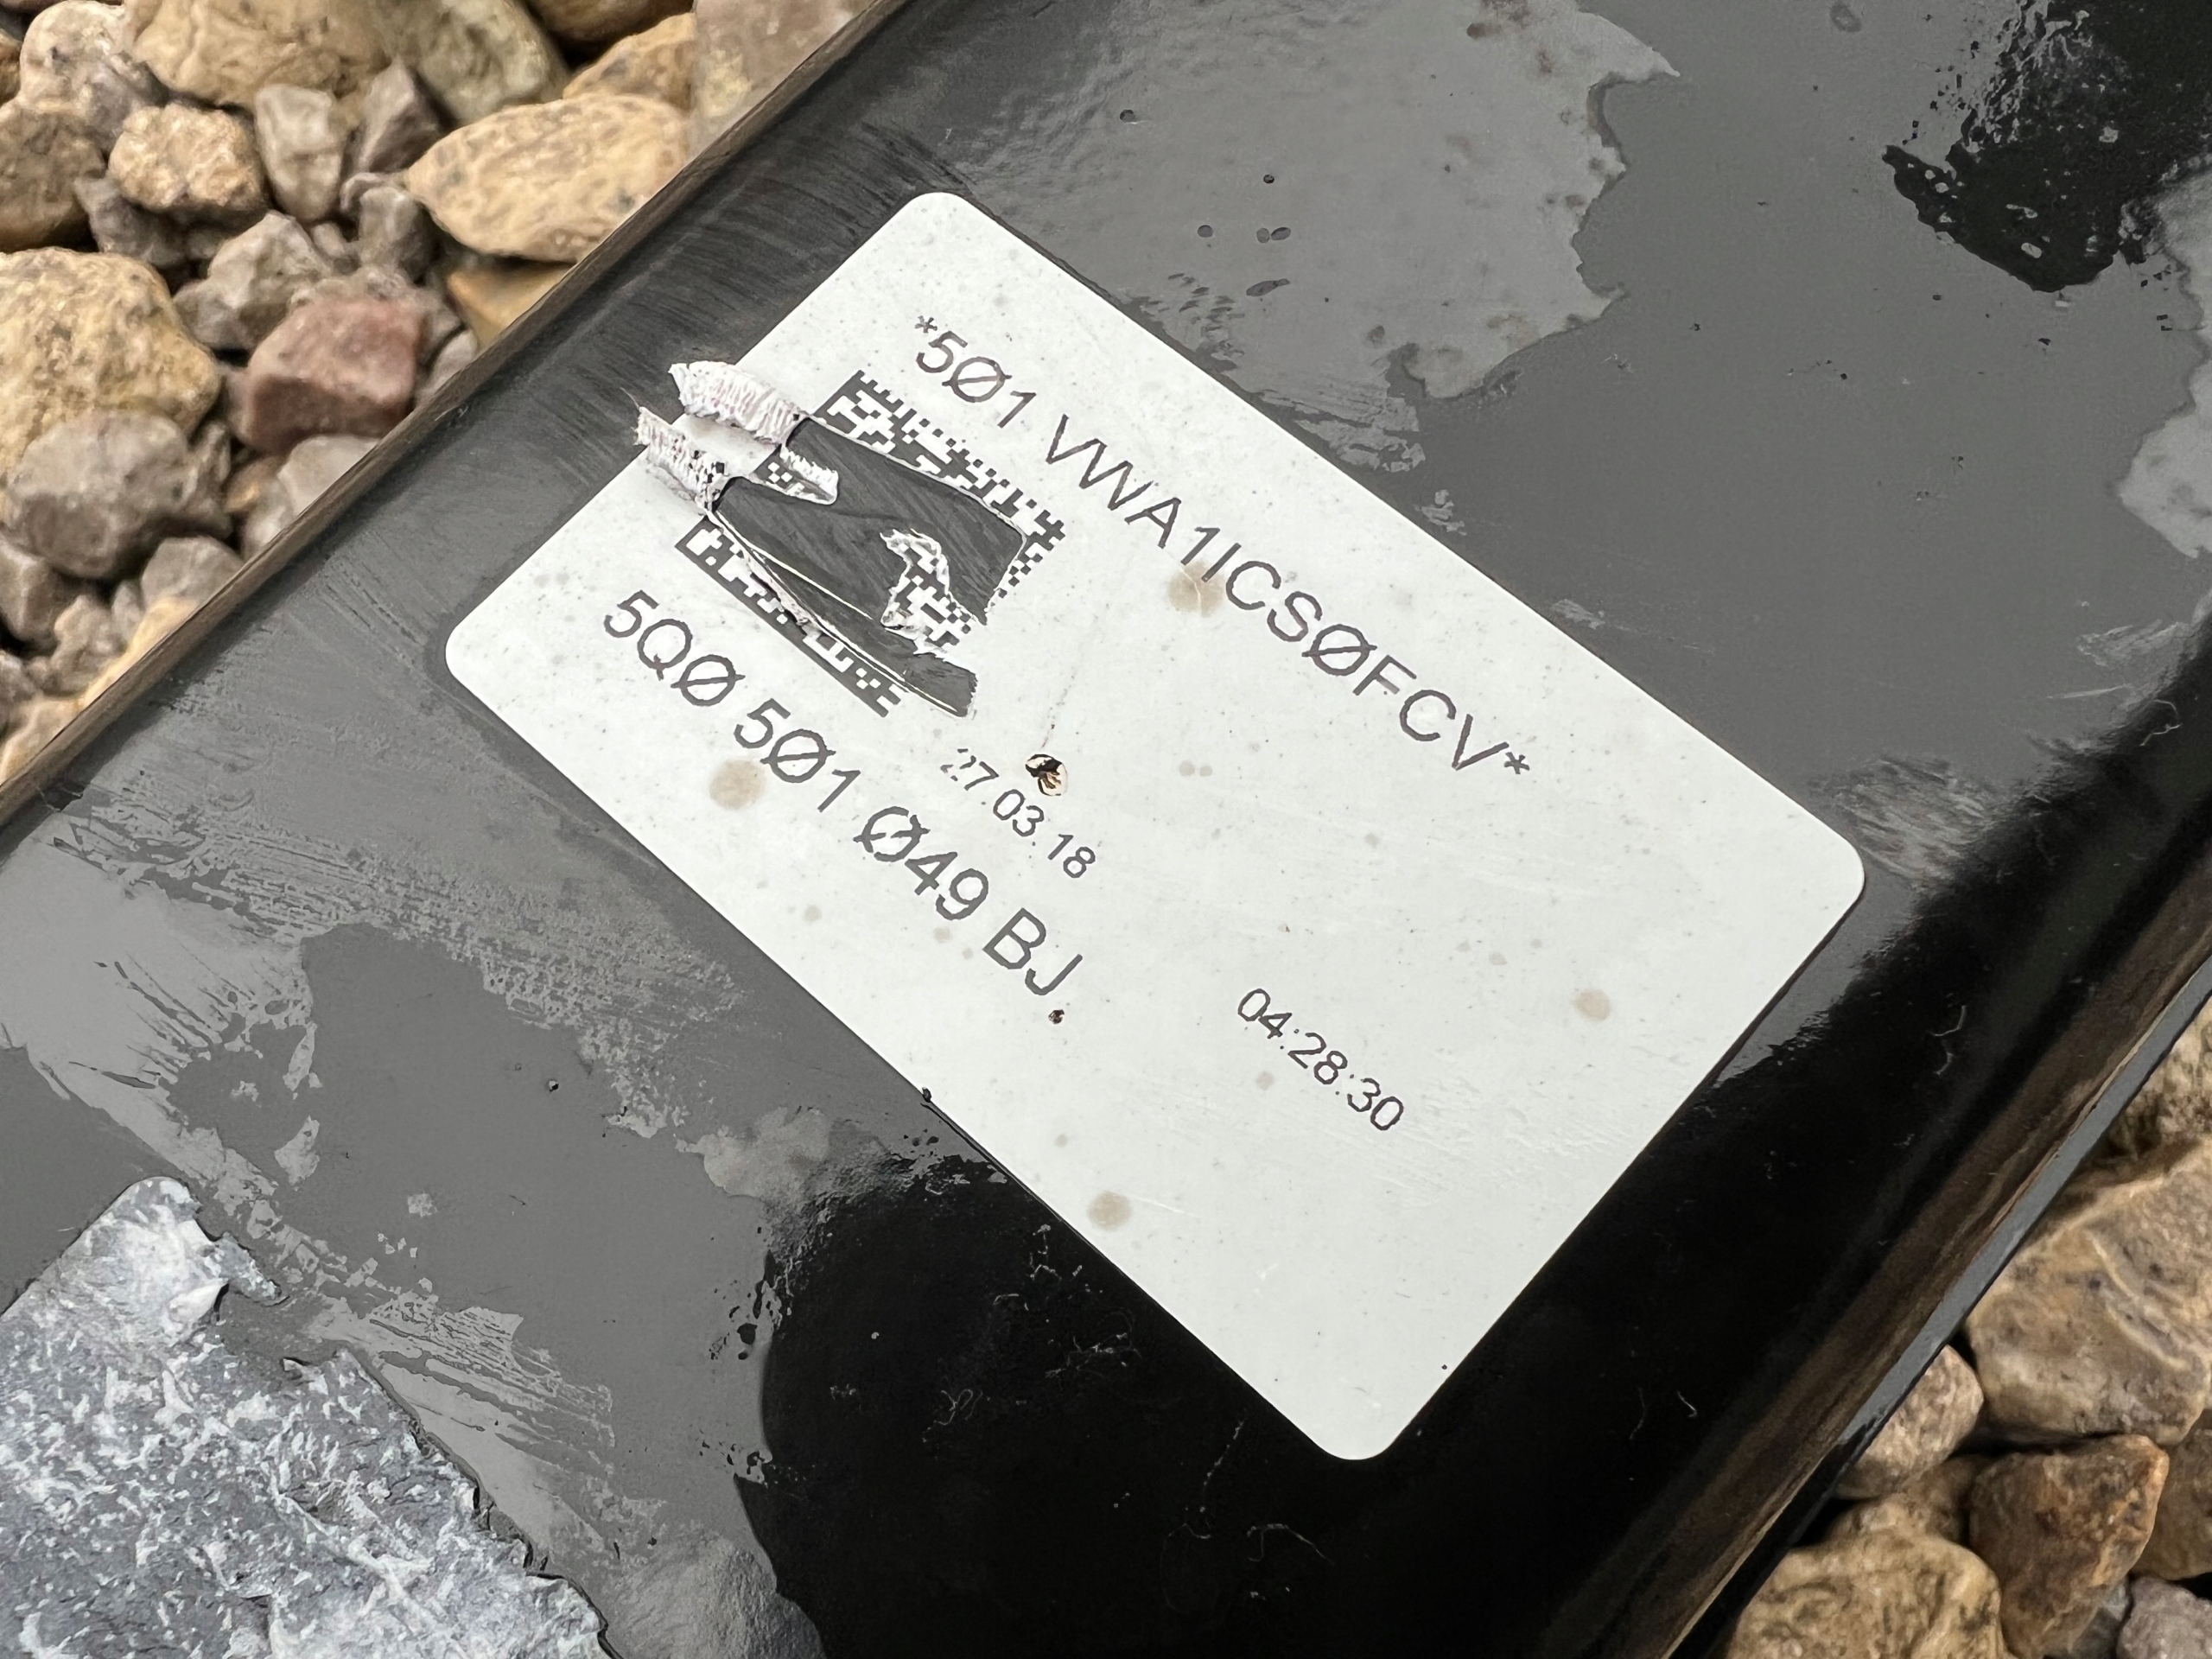 *5Ø1 VWA1ICSØFCV*
5QØ 5Ø1 Ø49 BJ
27.03.18 04:28:30